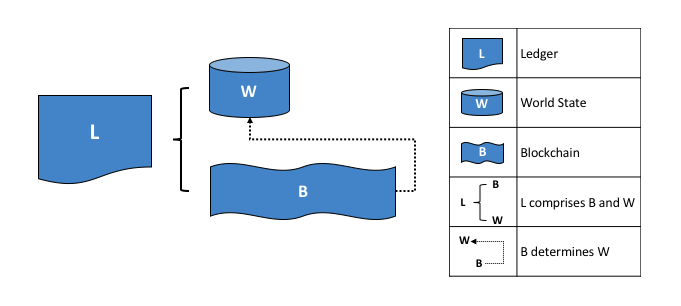 L
W
B
L
Ledger
W
World State
B
Blockchain
B
L
W
L comprises B and W
W
B
B determines W